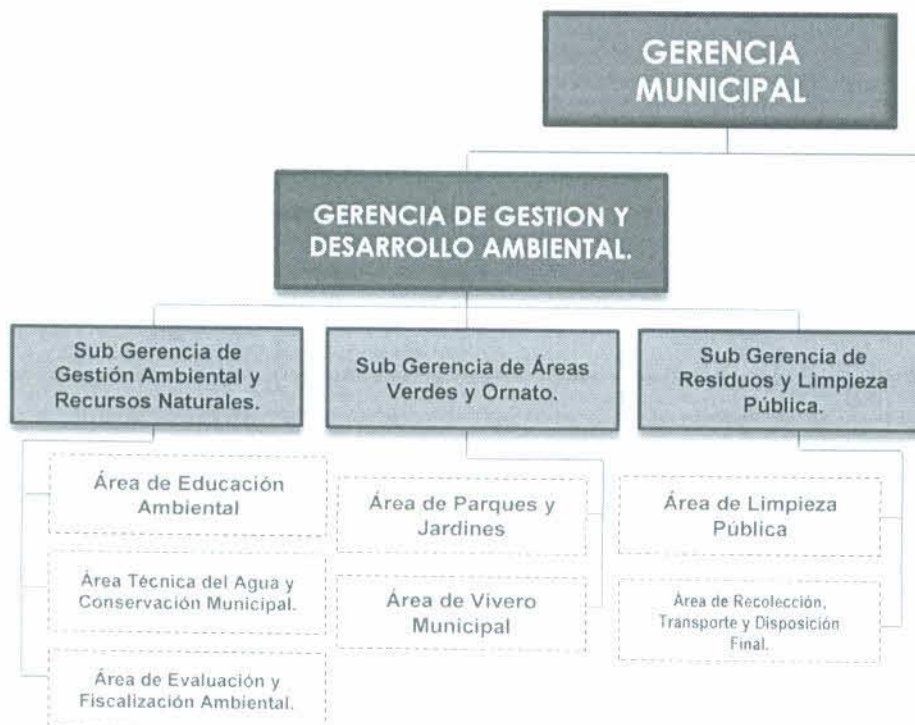 GERENCIA
MUNICIPAL
GERENCIA DE GESTION Y
DESARROLLO AMBIENTAL.
Sub Gerencia de
Gestión Ambiental y
Recursos Naturales.
Área de Educación
Ambiental
Área Técnica del Agua y
Conservación Municipal.
Área de Evaluación y
Fiscalización Ambiental.
Sub Gerencia de Áreas
Verdes y Ornato.
Área de Parques y
Jardines
Área de Vivero
Municipal
Sub Gerencia de
Residuos y Limpieza
Pública.
Área de Limpieza
Pública
Área de Recolección,
Transporte y Disposición
Final.